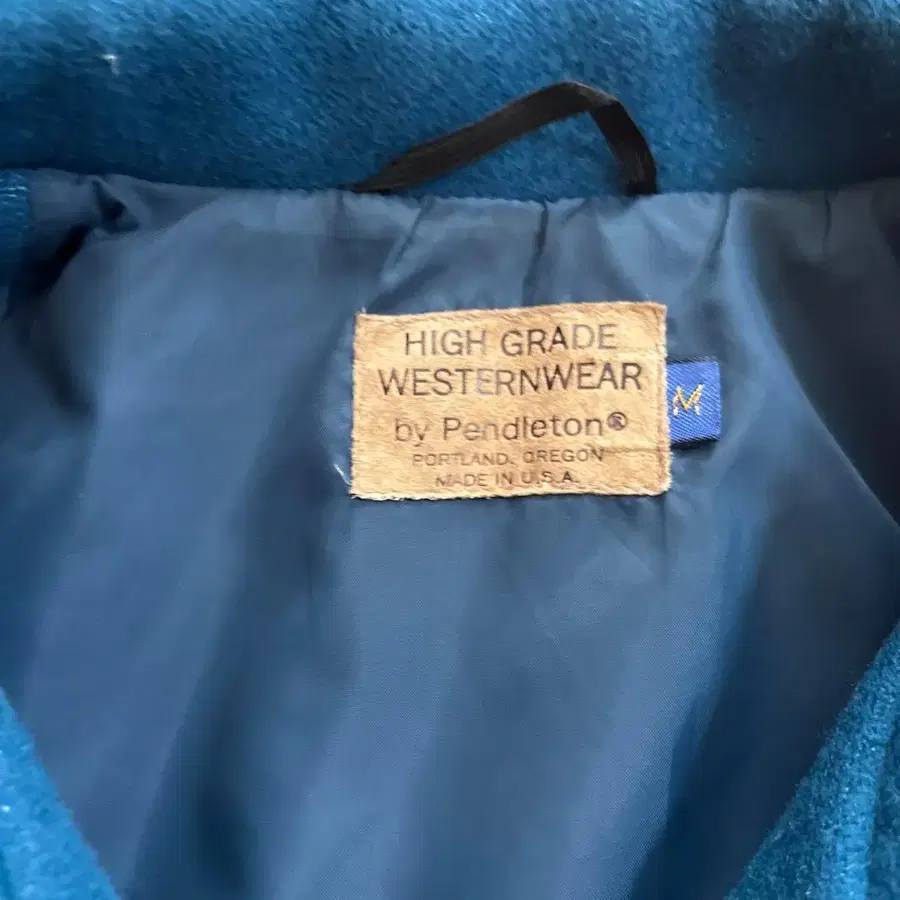 HIGH GRADE
WESTERNWEAR
by Pendleton®
PORTLAND, OREGON
MADE IN U.S.A.
M